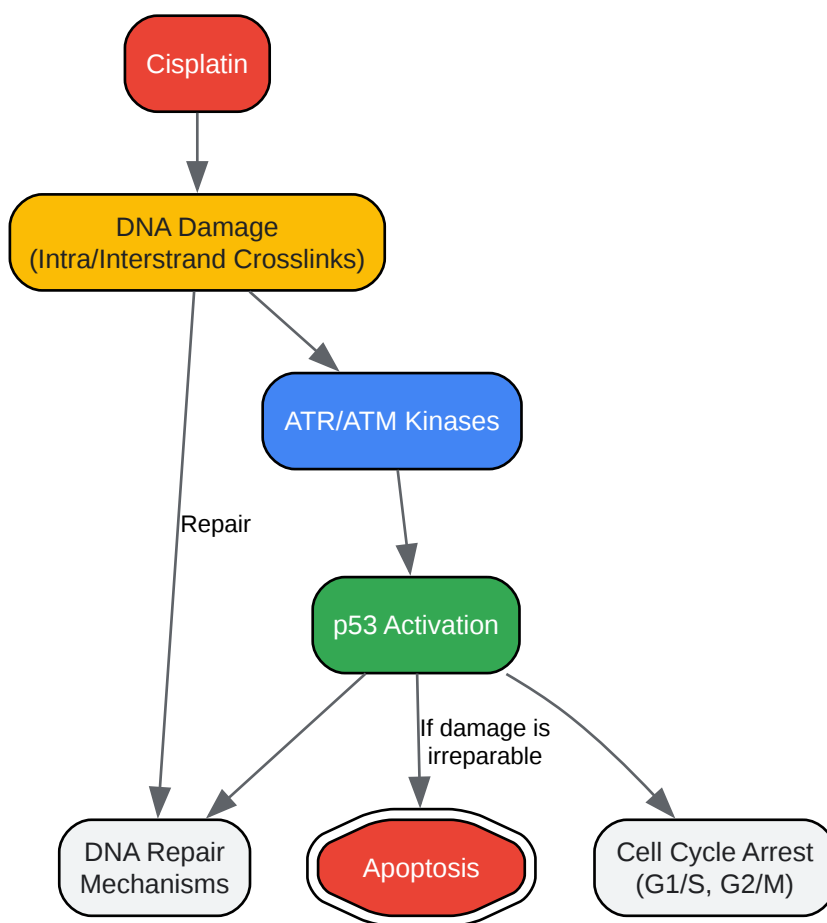 Cisplatin
DNA Damage
(Intra/Interstrand Crosslinks)
ATR/ATM Kinases
Repair
p53 Activation
If damage is
irreparable
DNA Repair
Mechanisms
Apoptosis
Cell Cycle Arrest
(G1/S, G2/M)